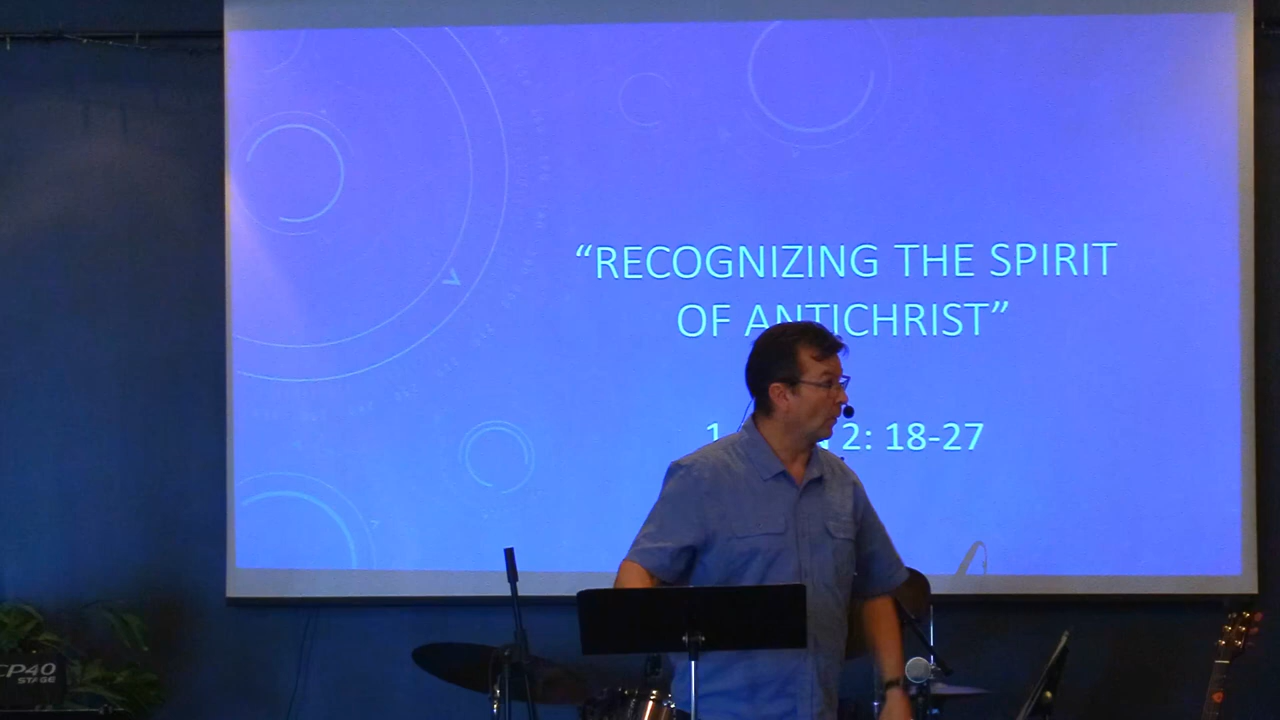 “RECOGNIZING THE SPIRIT
OF ANTICHRIST”
1 2: 18-27
CP40
STAGE